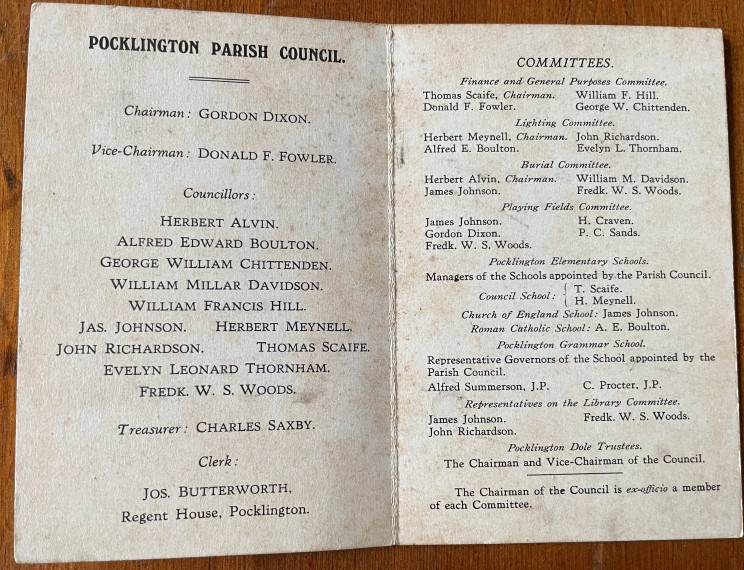 POCKLINGTON PARISH COUNCIL.
Chairman: GORDON DIXON.
Vice-Chairman: DONALD F. FOWLER.
Councillors:
HERBERT ALVIN.
ALFRED EDWARD BOULTON.
GEORGE WILLIAM CHITTENDEN.
WILLIAM MILLAR DAVIDSON.
WILLIAM FRANCIS HILL.
JAS. JOHNSON. HERBERT MEYNELL.
JOHN RICHARDSON. THOMAS SCAIFE.
EVELYN LEONARD THORNHAM.
FREDK. W. S. WOODS.
Treasurer: CHARLES SAXBY.
Clerk:
JOS. BUTTERWORTH,
Regent House, Pocklington.
COMMITTEES.
Finance and General Purposes Committee.
Thomas Scaife, Chairman. William F. Hill.
Donald F. Fowler. George W. Chittenden.
Lighting Committee.
Herbert Meynell, Chairman. John Richardson.
Alfred E. Boulton. Evelyn L. Thornham.
Burial Committee.
Herbert Alvin, Chairman. William M. Davidson.
James Johnson. Fredk. W. S. Woods.
Playing Fields Committee.
James Johnson. H. Craven.
Gordon Dixon. P. C. Sands.
Fredk. W. S. Woods.
Pocklington Elementary Schools.
Managers of the Schools appointed by the Parish Council.
Council School: { T. Scaife.
H. Meynell.
Church of England School: James Johnson.
Roman Catholic School: A. E. Boulton.
Pocklington Grammar School.
Representative Governors of the School appointed by the
Parish Council.
Alfred Summerson, J.P. C. Procter, J.P.
Representatives on the Library Committee.
James Johnson. Fredk. W. S. Woods.
John Richardson.
Pocklington Dole Trustees.
The Chairman and Vice-Chairman of the Council.
The Chairman of the Council is ex-officio a member
of each Committee.